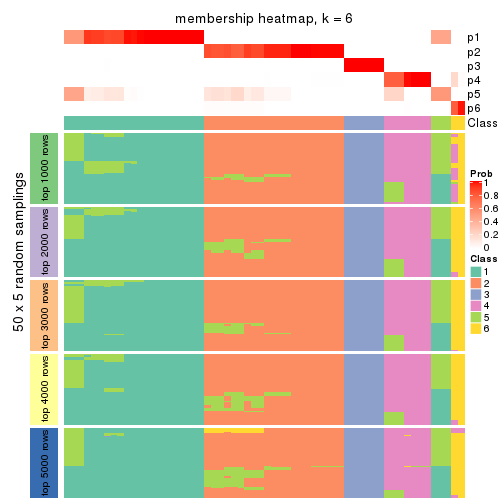 membership heatmap, k = 6
p1
p2
p3
p4
p5
p6
Class
50 x 5 random samplings
top 1000 rows
top 2000 rows
top 3000 rows
top 4000 rows
top 5000 rows
Prob
1
0.8
0.6
0.4
0.2
0
Class
1
2
3
4
5
6